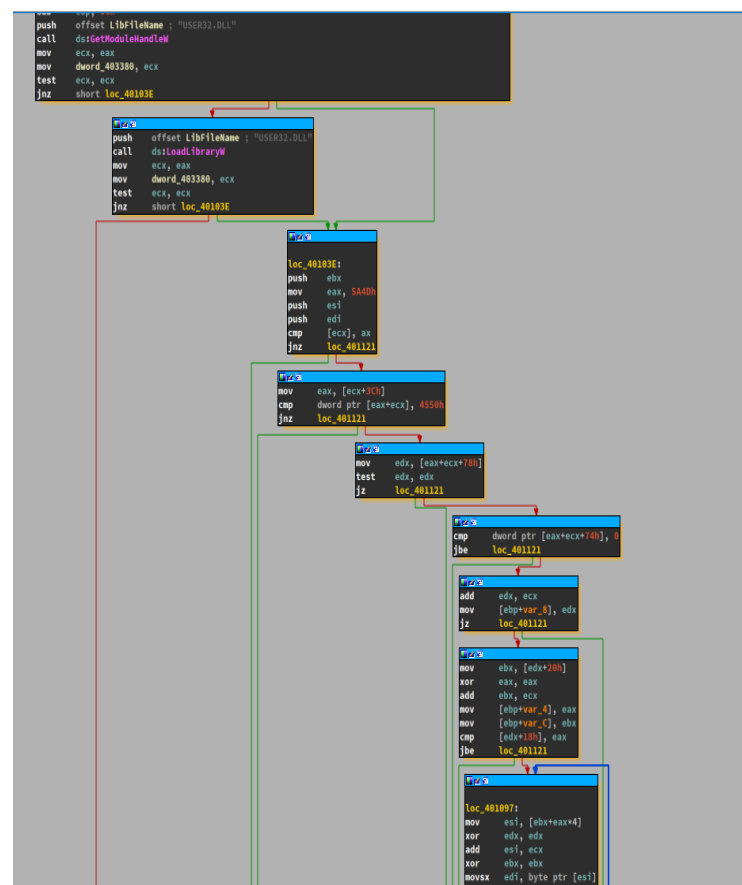 push offset LibFileName ; "USER32.DLL"
call ds:GetModuleHandleW
mov ecx, eax
mov dword_403380, ecx
test ecx, ecx
jnz short loc_40103E
push offset LibFileName ; "USER32.DLL"
call ds:LoadLibraryW
mov ecx, eax
mov dword_403380, ecx
test ecx, ecx
jnz short loc_40103E
loc_40103E:
push ebx
mov eax, 5A4Dh
push esi
push edi
cmp [ecx], ax
jnz loc_401121
mov eax, [ecx+3Ch]
cmp dword ptr [eax+ecx], 4550h
jnz loc_401121
mov edx, [eax+ecx+78h]
test edx, edx
jz loc_401121
cmp dword ptr [eax+ecx+74h], 0
jbe loc_401121
add edx, ecx
mov [ebp+var_8], edx
jz loc_401121
mov ebx, [edx+20h]
xor eax, eax
add ebx, ecx
mov [ebp+var_4], eax
mov [ebp+var_C], ebx
cmp [edx+18h], eax
jbe loc_401121
loc_401097:
mov esi, [ebx+eax*4]
xor edx, edx
add esi, ecx
xor ebx, ebx
movsx edi, byte ptr [esi]